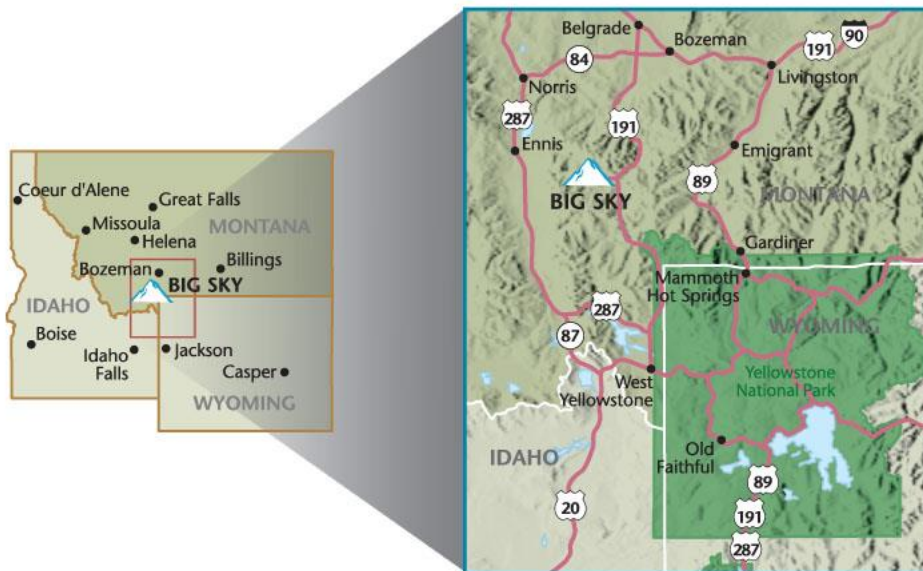 Coeur d'Alene
Great Falls
Missoula
MONTANA
Helena
Bozeman
Billings
BIG SKY
IDAHO
Boise
Idaho
Falls
Jackson
Casper
WYOMING
Belgrade
Bozeman
191
90
84
Norris
Livingston
287
191
Ennis
Emigrant
89
BIG SKY
MONTANA
Gardiner
Mammoth
Hot Springs
287
WYOMING
87
West
Yellowstone
Yellowstone
National Park
Old
Faithful
IDAHO
89
20
191
287